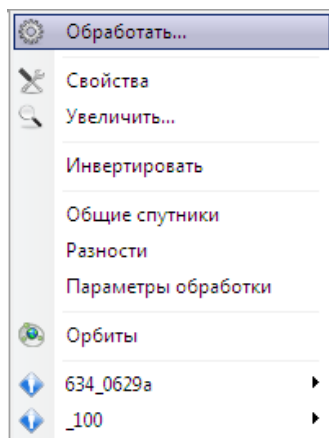 Обработать...
Свойства
Увеличить...
Инвертировать
Общие спутники
Разности
Параметры обработки
Орбиты
634_0629a
_100